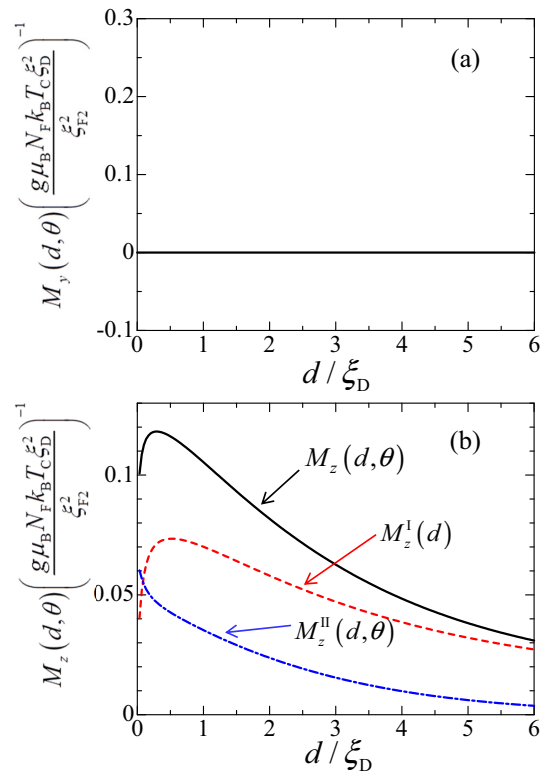 0.3
(a)
0.2
0.1
0
-0.1
M_y(d,θ) (gμ_B N_F k_B T_C ξ_D^2 / ξ_F2^2)^-1
0 1 2 3 4 5 6
d / ξ_D
(b)
0.1
0.05
0
M_z(d,θ) (gμ_B N_F k_B T_C ξ_D^2 / ξ_F2^2)^-1
M_z(d,θ)
M_z^I(d)
M_z^II(d,θ)
0 1 2 3 4 5 6
d / ξ_D